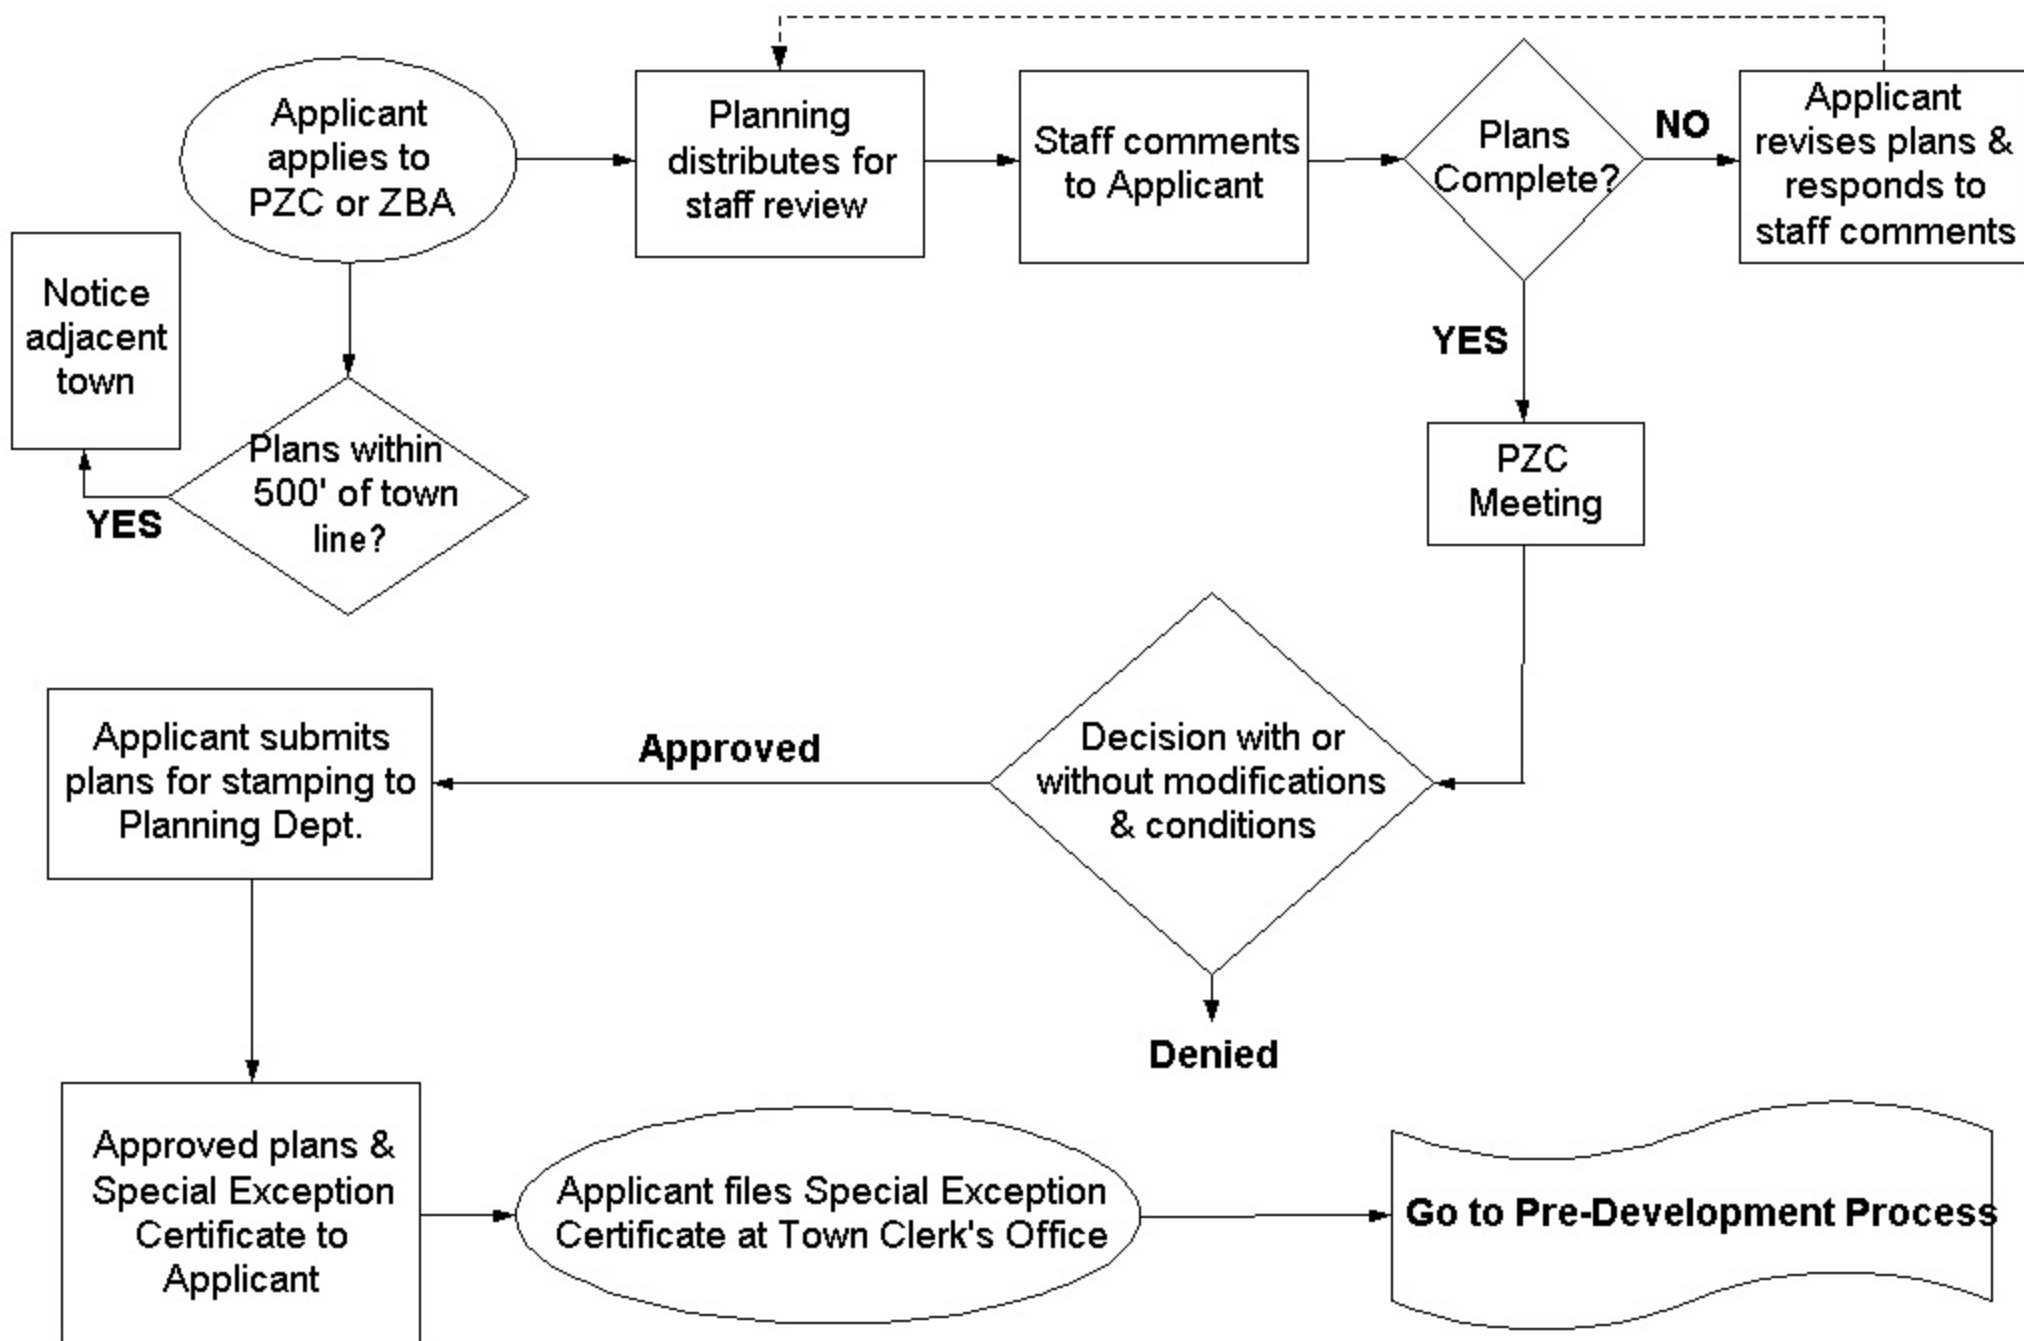 Applicant
applies to
PZC or ZBA
Planning
distributes for
staff review
Staff comments
to Applicant
Plans
Complete?
NO
Applicant
revises plans &
responds to
staff comments
Notice
adjacent
town
YES
Plans within
500' of town
line?
YES
PZC
Meeting
Applicant submits
plans for stamping to
Planning Dept.
Approved
Decision with or
without modifications
& conditions
Denied
Approved plans &
Special Exception
Certificate to
Applicant
Applicant files Special Exception
Certificate at Town Clerk's Office
Go to Pre-Development Process